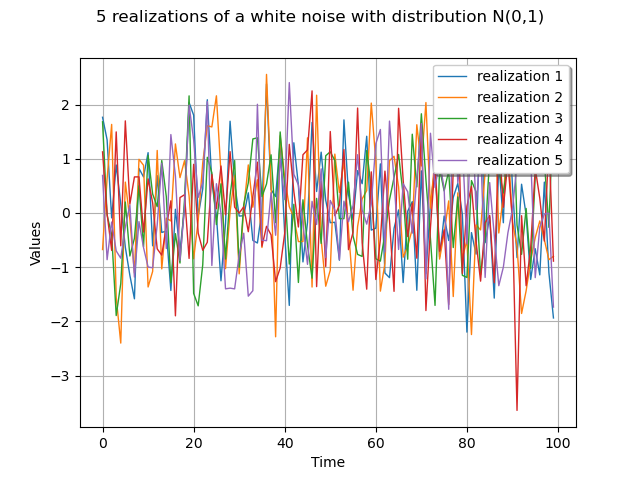 5 realizations of a white noise with distribution N(0,1)
realization 1
realization 2
realization 3
realization 4
realization 5
Values
2
1
0
−1
−2
−3
0 20 40 60 80 100
Time